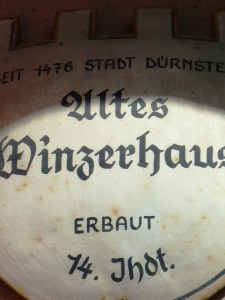 SEIT 1476 STADT DÜRNSTE
Altes
Winzerhaus
ERBAUT
14. Jhdt.